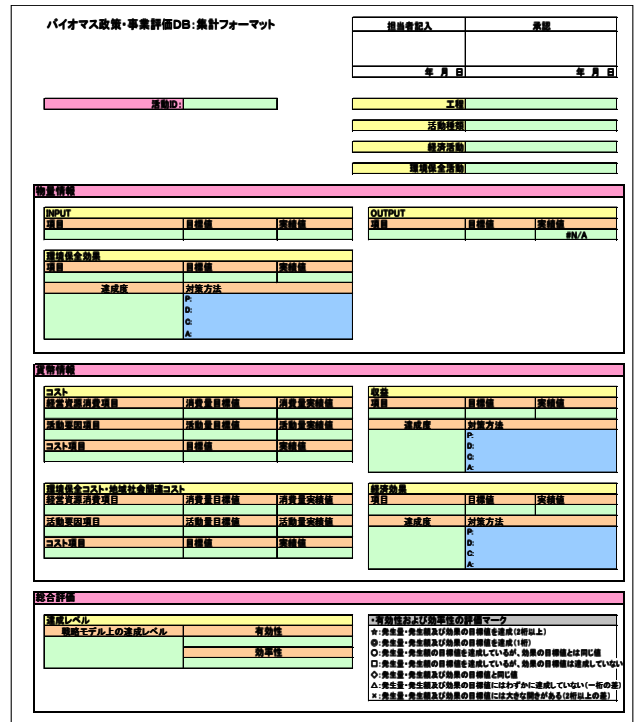 バイオマス政策・事業評価DB:集計フォーマット
担当者記入 承認
年 月 日 年 月 日
活動ID: 工程
活動種類
経済活動
環境保全活動
物量情報
INPUT OUTPUT
項目 目標値 実績値 項目 目標値 実績値
#N/A
環境保全効果
項目 目標値 実績値
達成度 対策方法
P:
D:
C:
A:
貨幣情報
コスト 収益
経営資源消費項目 消費量目標値 消費量実績値 項目 目標値 実績値
活動要因項目 活動量目標値 活動量実績値 達成度 対策方法
P:
コスト項目 目標値 実績値 D:
C:
A:
環境保全コスト・地域社会関連コスト 経済効果
経営資源消費項目 消費量目標値 消費量実績値 項目 目標値 実績値
活動要因項目 活動量目標値 活動量実績値 達成度 対策方法
P:
コスト項目 目標値 実績値 D:
C:
A:
総合評価
達成レベル ・有効性および効率性の評価マーク
戦略モデル上の達成レベル 有効性 ☆:発生量・発生額及び効果の目標値を達成(2桁以上)
◎:発生量・発生額及び効果の目標値を達成(1桁)
効率性 〇:発生量・発生額の目標値を達成しているが、効果の目標値とは同じ値
□:発生量・発生額の目標値を達成しているが、効果の目標値は達成していない
◇:発生量・発生額及び効果の目標値と同じ値
△:発生量・発生額及び効果の目標値にはわずかに達成していない(一桁の差)
×:発生量・発生額及び効果の目標値には大きな開きがある(2桁以上の差)